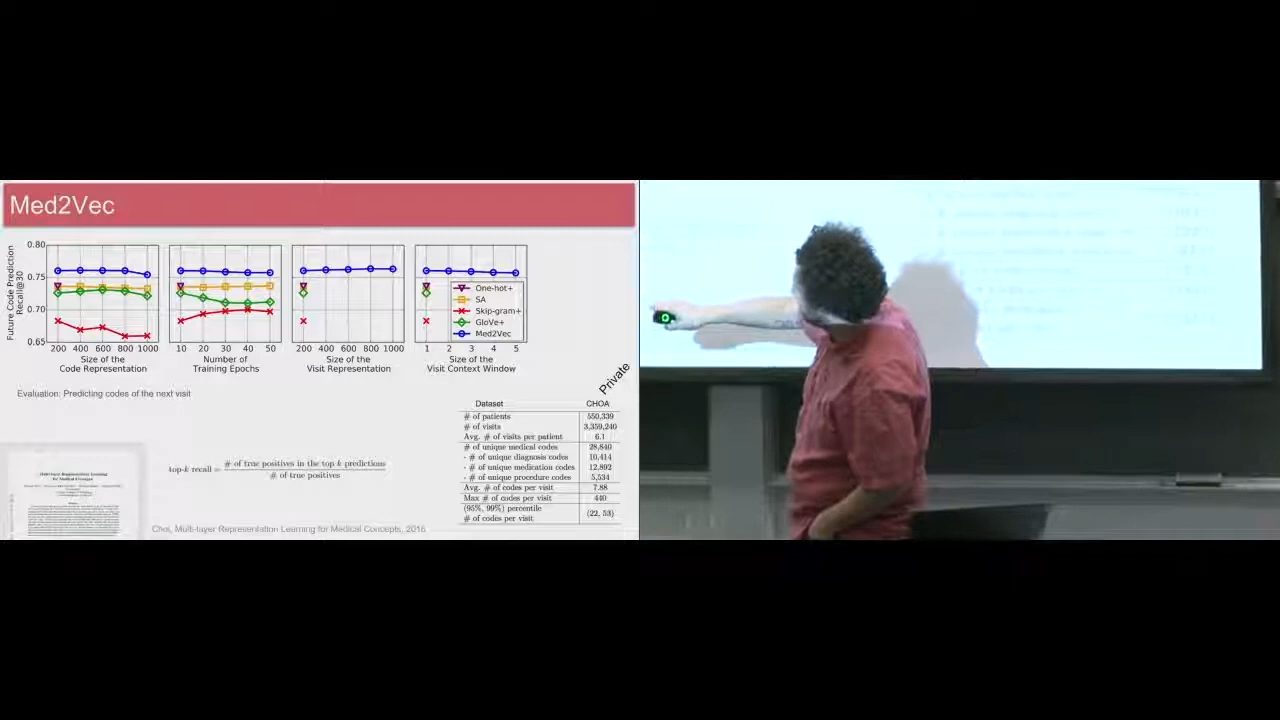 Med2Vec
Future Code Prediction
Recall@30
0.80
0.75
0.70
0.65
200 400 600 800 1000
Size of the
Code Representation
10 20 30 40 50
Number of
Training Epochs
200 400 600 800 1000
Size of the
Visit Representation
One-hot+
SA
Skip-gram+
GloVe+
Med2Vec
1 2 3 4 5
Size of the
Visit Context Window
Evaluation: Predicting codes of the next visit
Private
Dataset CHOA
# of patients 550,339
# of visits 3,359,240
Avg. # of visits per patient 6.1
# of unique medical codes 28,840
- # of unique diagnosis codes 10,414
- # of unique medication codes 12,892
- # of unique procedure codes 5,534
Avg. # of codes per visit 7.88
Max # of codes per visit 440
(95%, 99%) percentile
# of codes per visit (22, 53)
top-k recall = # of true positives in the top k predictions
# of true positives
Multi-layer Representation Learning
for Medical Concepts
Choi, Multi-layer Representation Learning for Medical Concepts, 2016